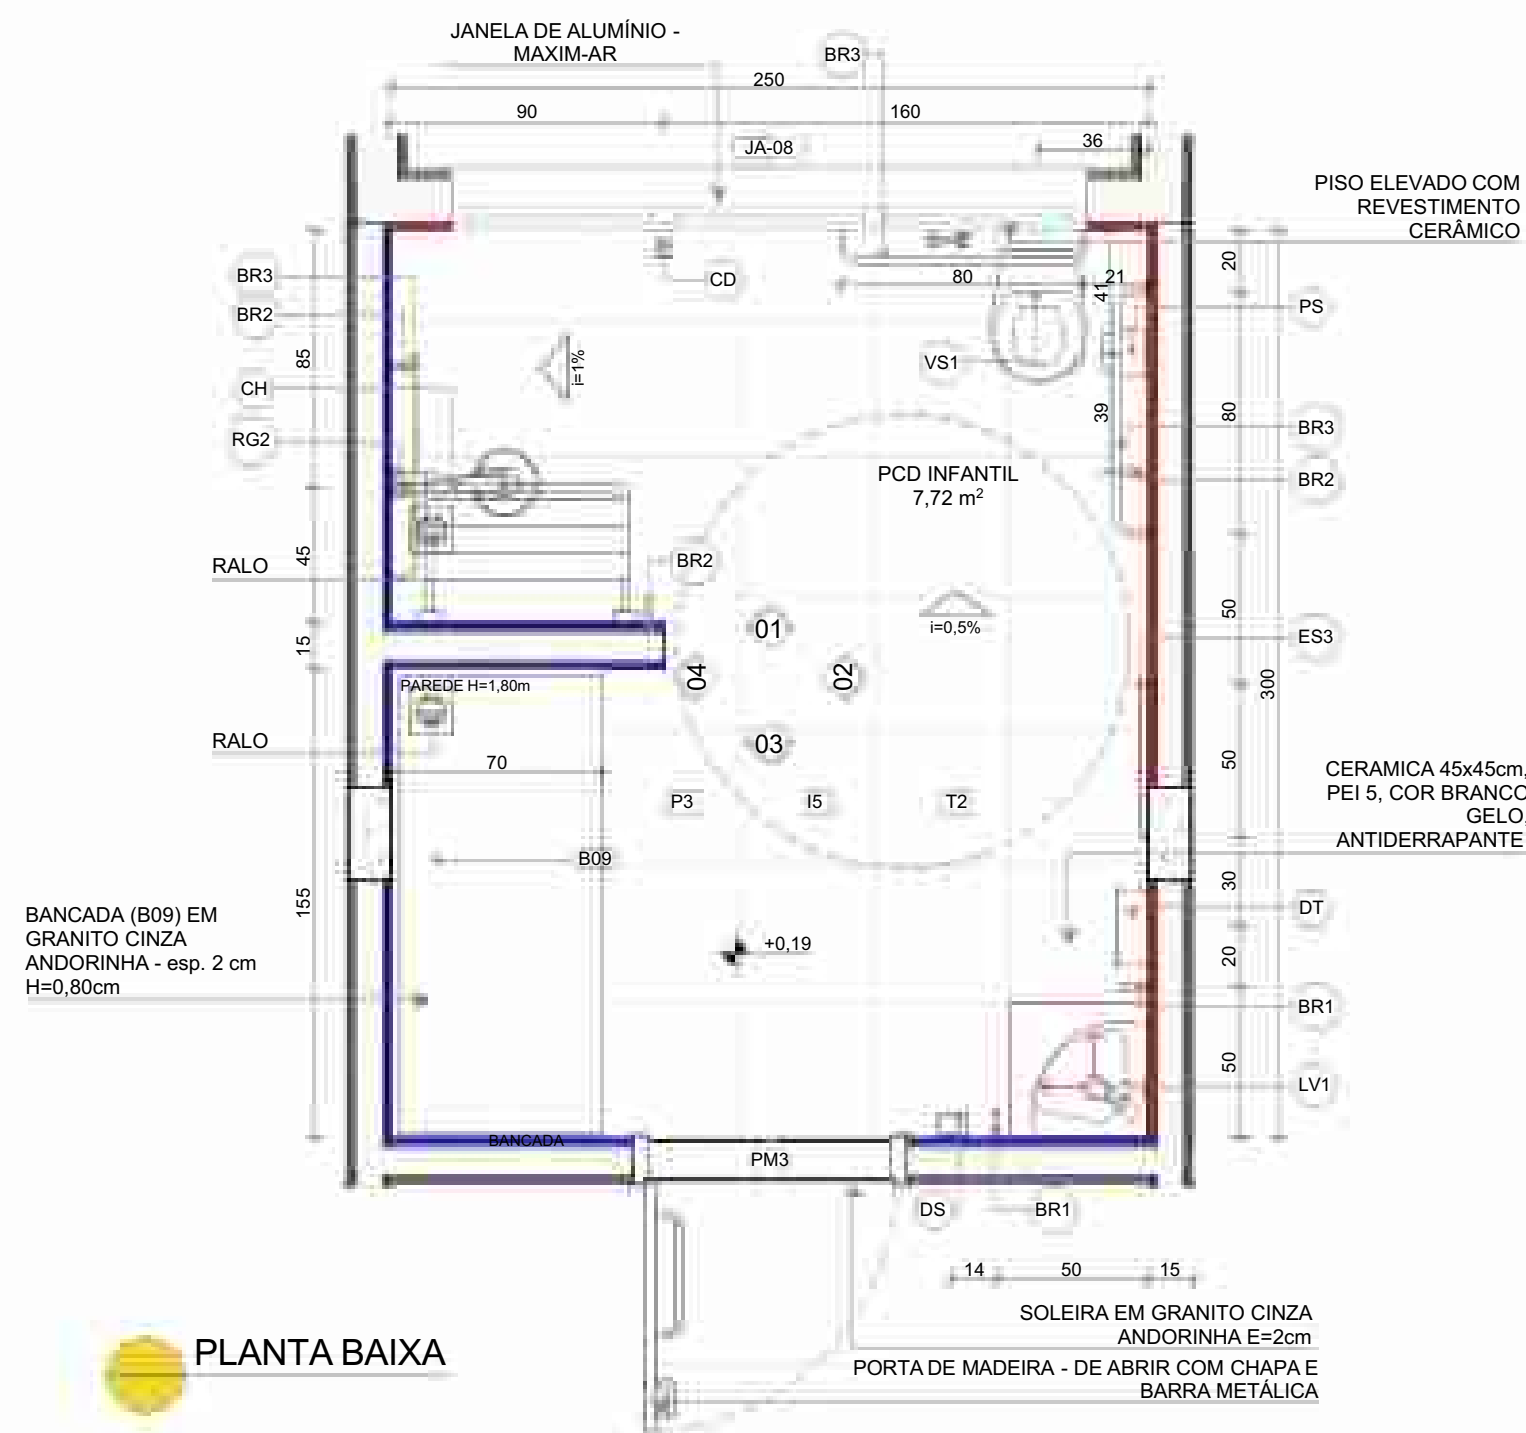 JANELA DE ALUMÍNIO -
MAXIM-AR
BR3
250
90
160
JA-08
36
PISO ELEVADO COM
REVESTIMENTO
CERÂMICO
BR3
BR2
CH
RG2
RALO
RALO
85
45
15
155
CD
80
21
41
39
VS1
i=1%
PCD INFANTIL
7,72 m²
BR2
01
02
03
04
i=0,5%
PAREDE H=1,80m
70
P3
I5
T2
B09
+0,19
20
80
50
50
30
20
50
300
PS
BR3
BR2
ES3
CERAMICA 45x45cm,
PEI 5, COR BRANCO
GELO,
ANTIDERRAPANTE
DT
BR1
LV1
BANCADA (B09) EM
GRANITO CINZA
ANDORINHA - esp. 2 cm
H=0,80cm
BANCADA
PM3
DS
BR1
14
50
15
SOLEIRA EM GRANITO CINZA
ANDORINHA E=2cm
PORTA DE MADEIRA - DE ABRIR COM CHAPA E
BARRA METÁLICA
PLANTA BAIXA